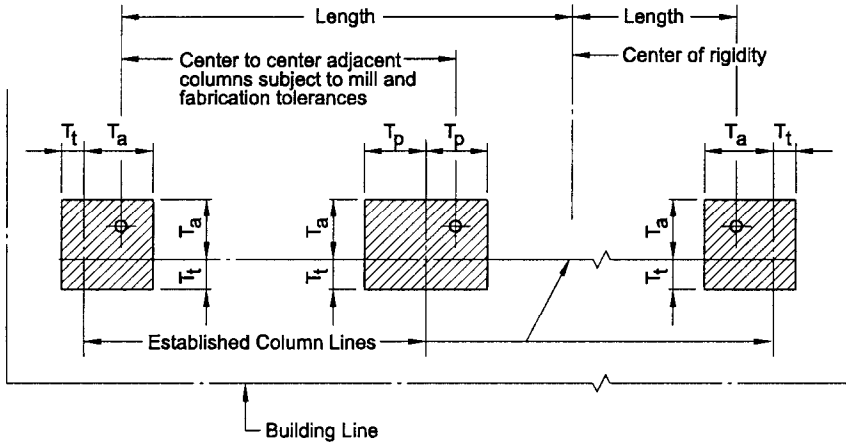 Length
Length
Center to center adjacent
columns subject to mill and
fabrication tolerances
Center of rigidity
Tt
Ta
Tp
Tp
Ta
Tt
Ta
Tt
Ta
Tt
Ta
Tt
Established Column Lines
Building Line